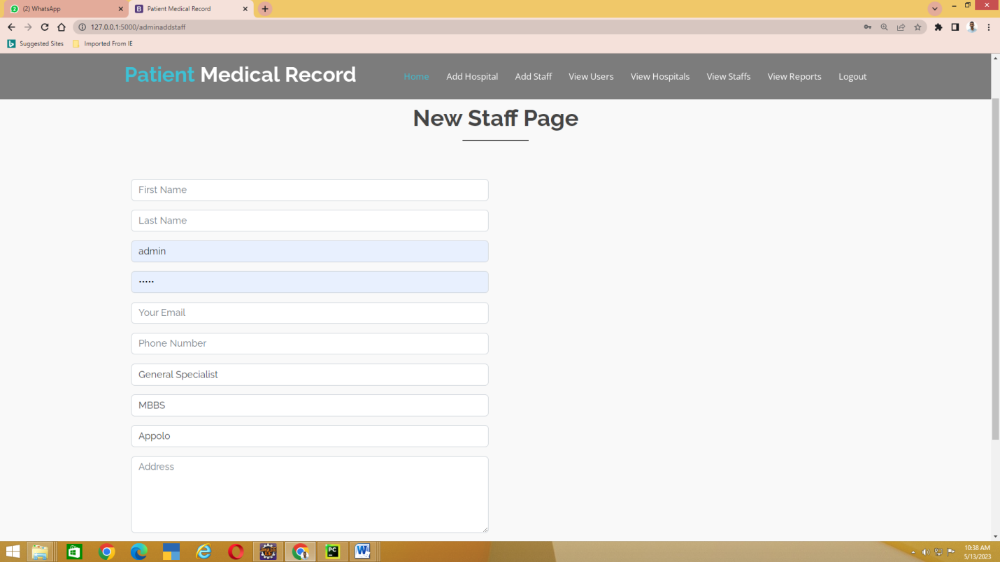 (2) WhatsApp
Patient Medical Record
127.0.0.1:5000/adminaddstaff
Suggested Sites
Imported From IE
Patient Medical Record
Home
Add Hospital
Add Staff
View Users
View Hospitals
View Staffs
View Reports
Logout
New Staff Page
First Name
Last Name
admin
•••••
Your Email
Phone Number
General Specialist
MBBS
Appolo
Address
10:38 AM
5/13/2023